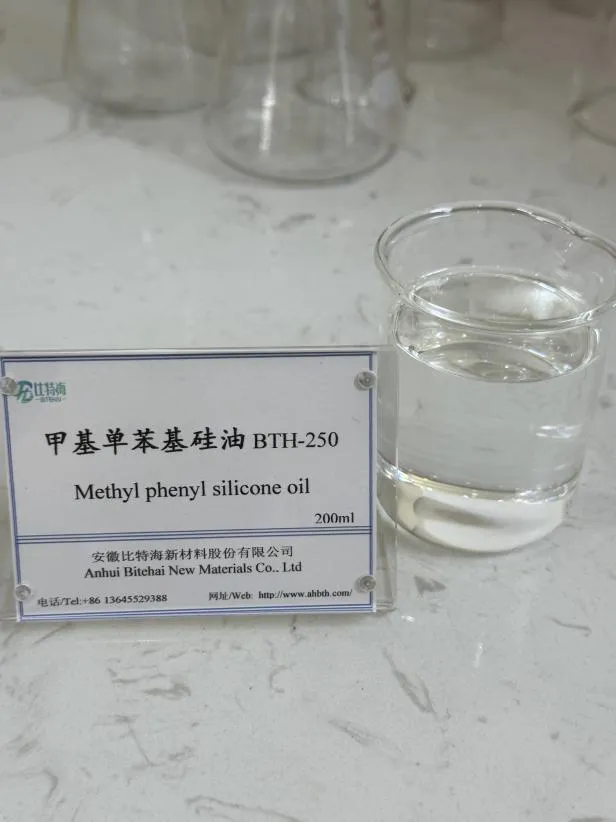 比特海
甲基单苯基硅油 BTH-250
Methyl phenyl silicone oil
200ml
安徽比特海新材料股份有限公司
Anhui Bitehai New Materials Co.. Ltd
电话/Tel:+86 13645529388 网址/Web: http://www.ahbth.com/